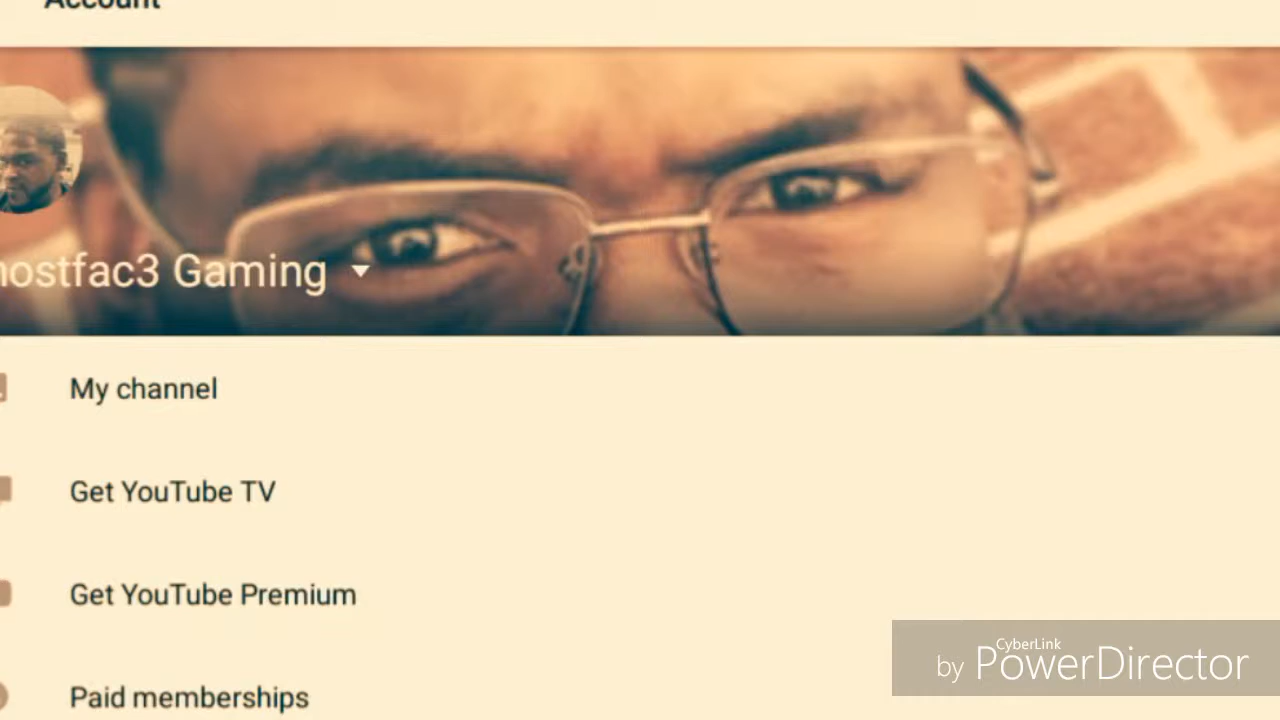 Account
hostfac3 Gaming
My channel
Get YouTube TV
Get YouTube Premium
Paid memberships
CyberLink
by PowerDirector